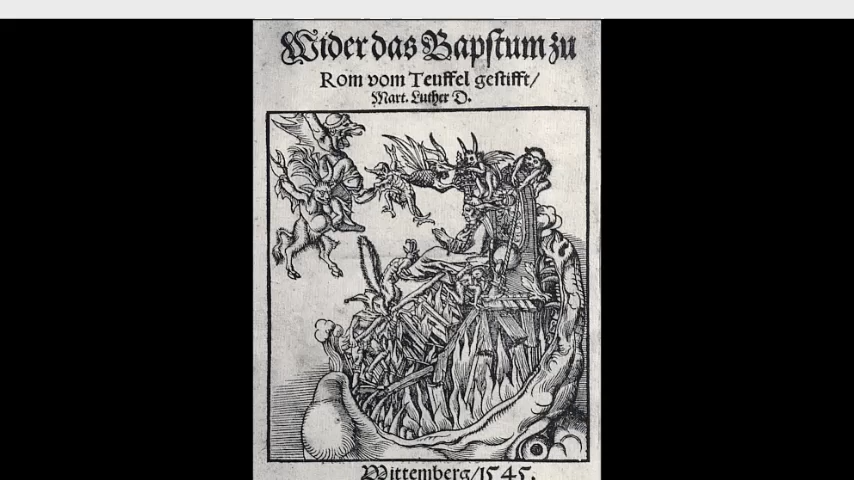 Wider das Bapstum zu
Rom vom Teuffel gestifft/
Mart. Luther D.
Wittemberg/1545.